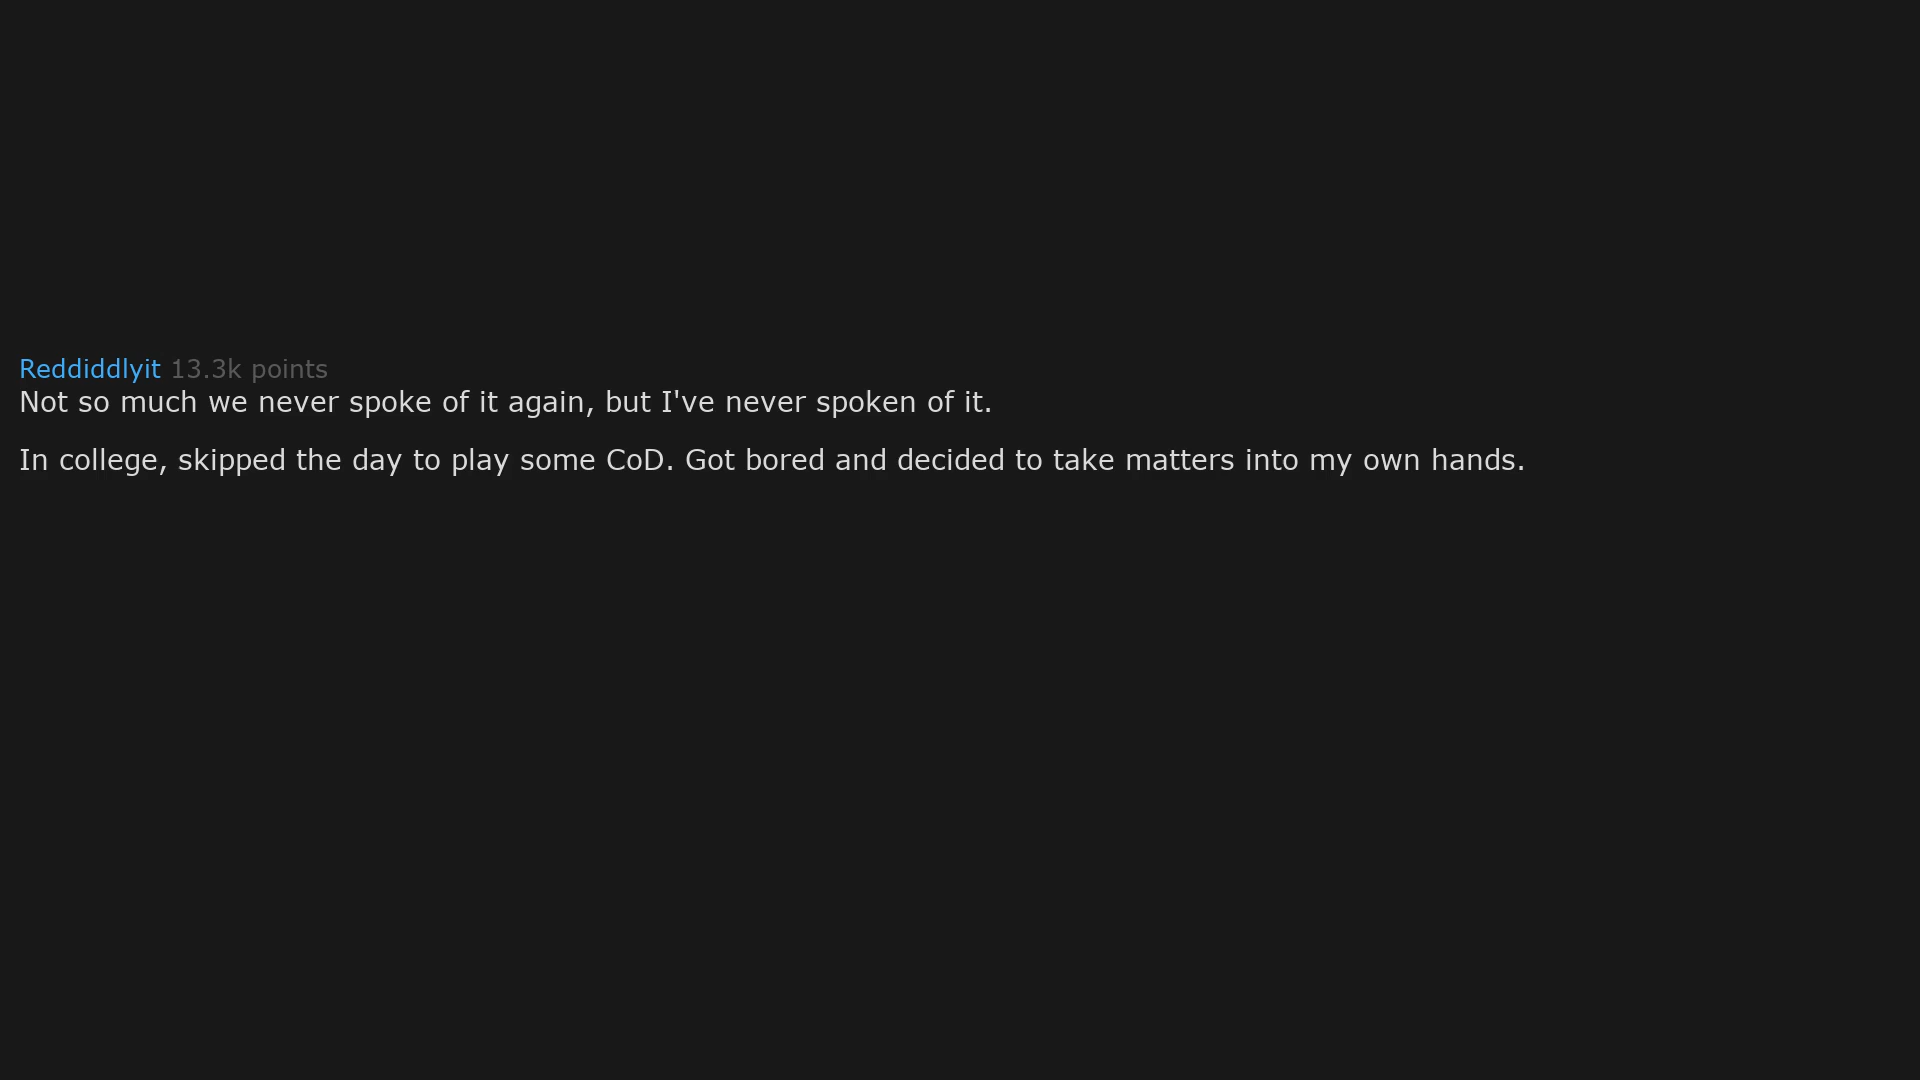 Reddiddlyit 13.3k points
Not so much we never spoke of it again, but I've never spoken of it.
In college, skipped the day to play some CoD. Got bored and decided to take matters into my own hands.